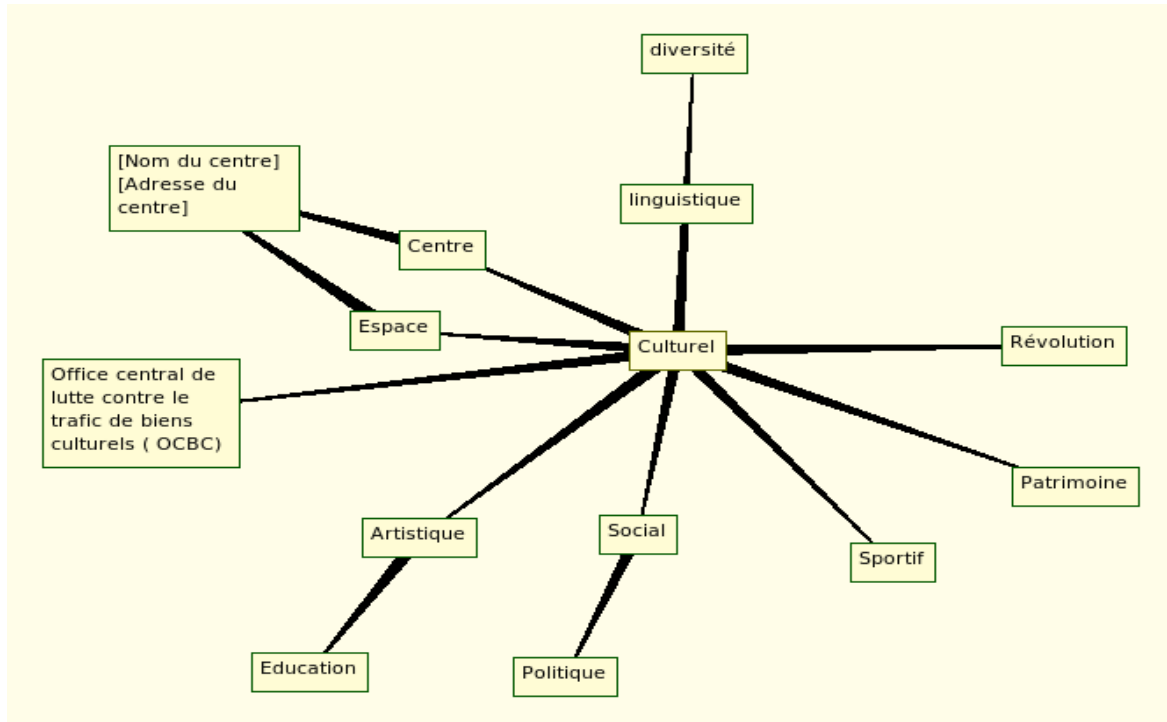 diversité
[Nom du centre]
[Adresse du
centre]
linguistique
Centre
Espace
Culturel
Révolution
Office central de
lutte contre le
trafic de biens
culturels ( OCBC)
Patrimoine
Artistique
Social
Sportif
Education
Politique